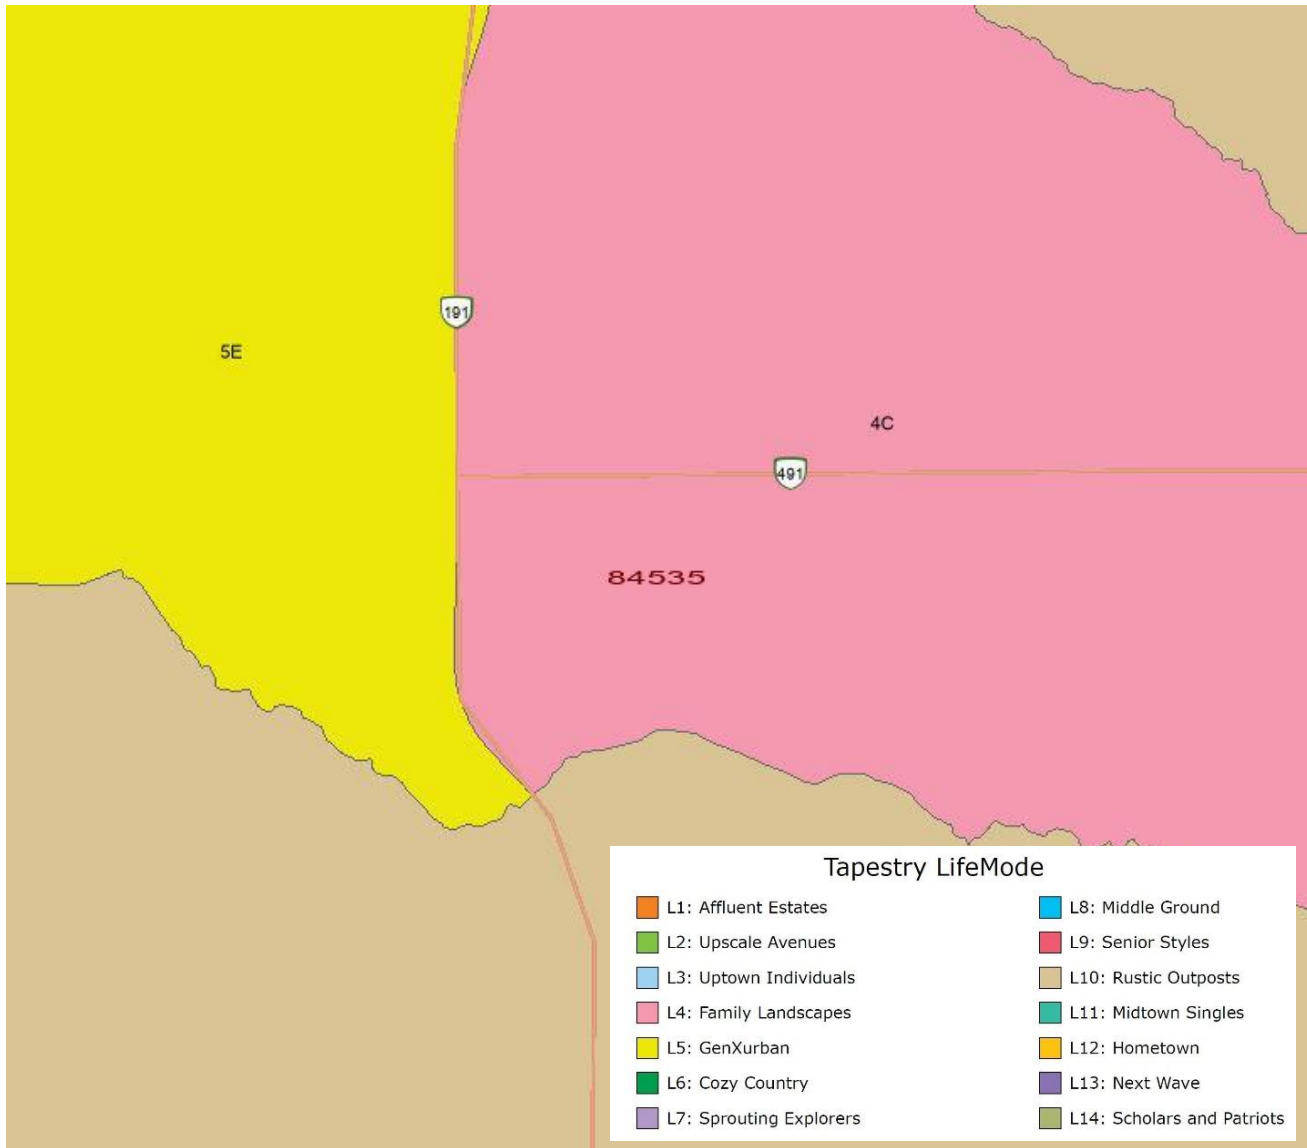 191
5E
4C
491
84535
Tapestry LifeMode
L1: Affluent Estates
L2: Upscale Avenues
L3: Uptown Individuals
L4: Family Landscapes
L5: GenXurban
L6: Cozy Country
L7: Sprouting Explorers
L8: Middle Ground
L9: Senior Styles
L10: Rustic Outposts
L11: Midtown Singles
L12: Hometown
L13: Next Wave
L14: Scholars and Patriots